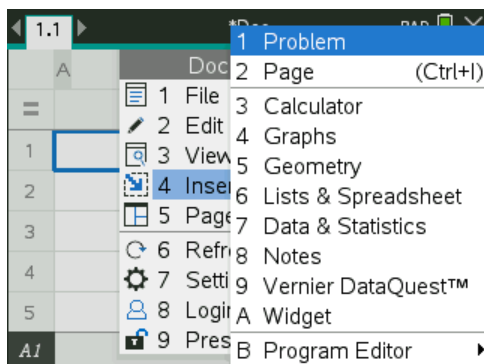 1.1 *Doc RAD
A
=
1
2
3
4
5
A1
Doc
1 File
2 Edit
3 View
4 Inser
5 Page
6 Refr
7 Setti
8 Login
9 Pres
1 Problem
2 Page (Ctrl+I)
3 Calculator
4 Graphs
5 Geometry
6 Lists & Spreadsheet
7 Data & Statistics
8 Notes
9 Vernier DataQuest™
A Widget
B Program Editor